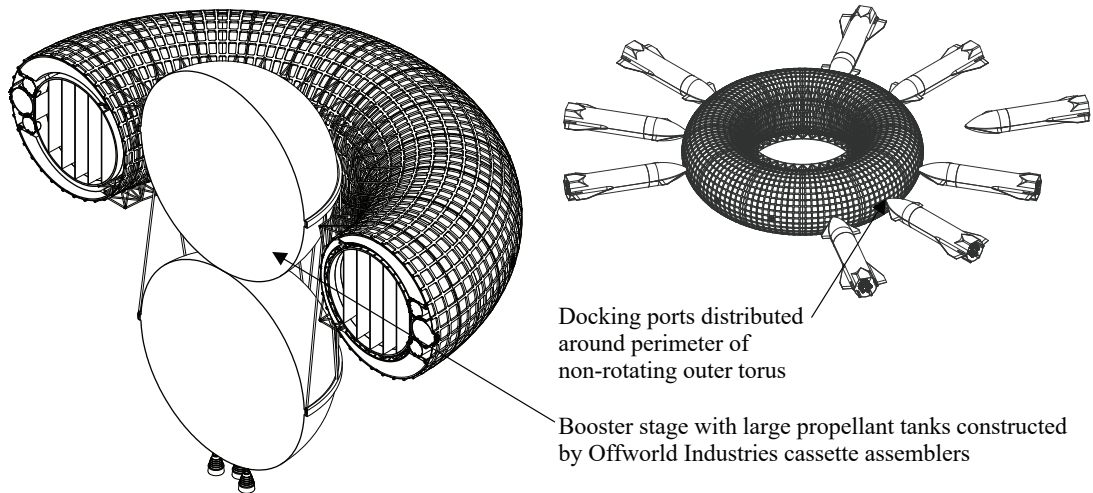 Docking ports distributed
around perimeter of
non-rotating outer torus
Booster stage with large propellant tanks constructed
by Offworld Industries cassette assemblers